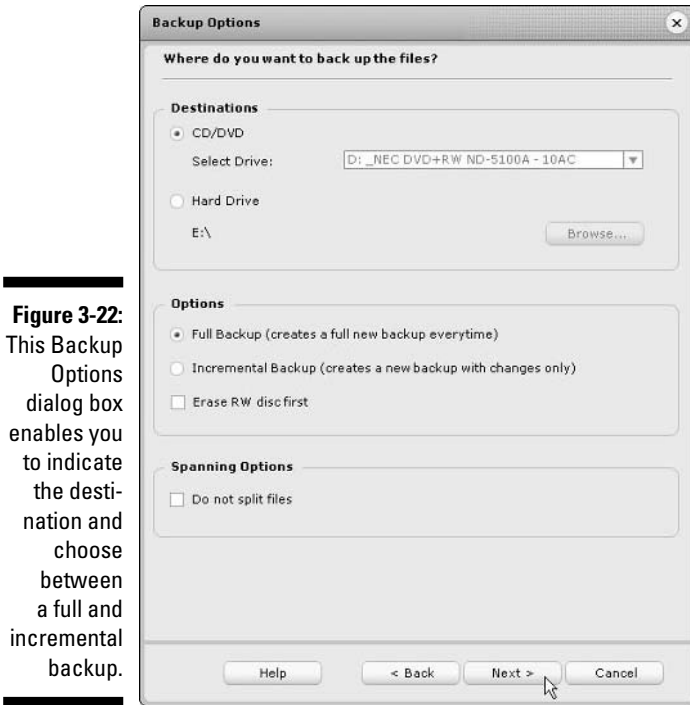 Backup Options
Where do you want to back up the files?
Destinations
CD/DVD
Select Drive:
D: _NEC DVD+RW ND-5100A - 10AC
Hard Drive
E:\
Browse...
Options
Full Backup (creates a full new backup everytime)
Incremental Backup (creates a new backup with changes only)
Erase RW disc first
Spanning Options
Do not split files
Help
< Back
Next >
Cancel
Figure 3-22:
This Backup
Options
dialog box
enables you
to indicate
the desti-
nation and
choose
between
a full and
incremental
backup.